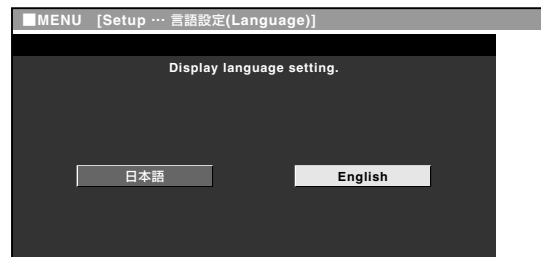 ■MENU [Setup … 言語設定(Language)]
Display language setting.
日本語 English